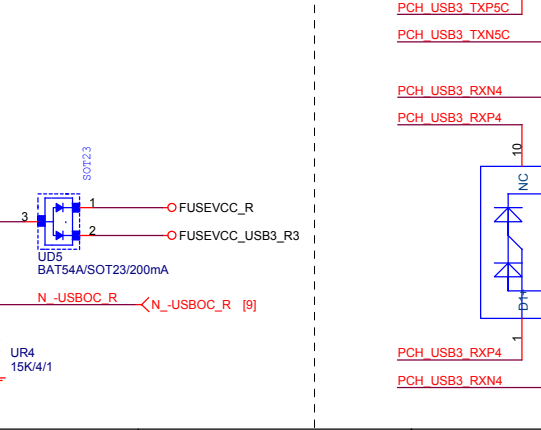 PCH_USB3_TXP5C
PCH_USB3_TXN5C
PCH_USB3_RXN4
PCH_USB3_RXP4
10
NC
SOT23
1
FUSEVCC_R
3
2
FUSEVCC_USB3_R3
UD5
BAT54A/SOT23/200mA
N_-USBOC_R
N_-USBOC_R [9]
D1+
1
UR4
15K/4/1
PCH_USB3_RXP4
PCH_USB3_RXN4